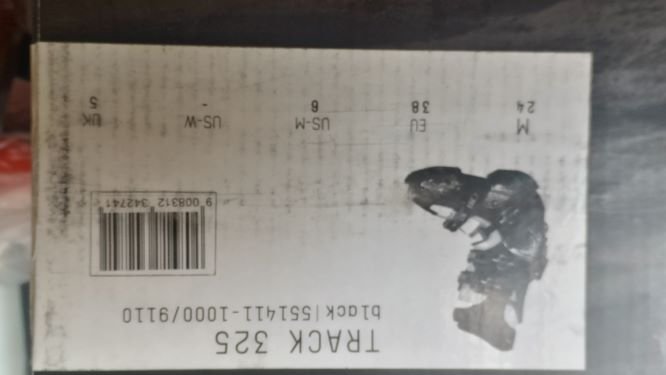 TRACK 325
black|551411-1000/9110
9 008312 342741
M EU US-M US-W UK
24 38 6 - 5